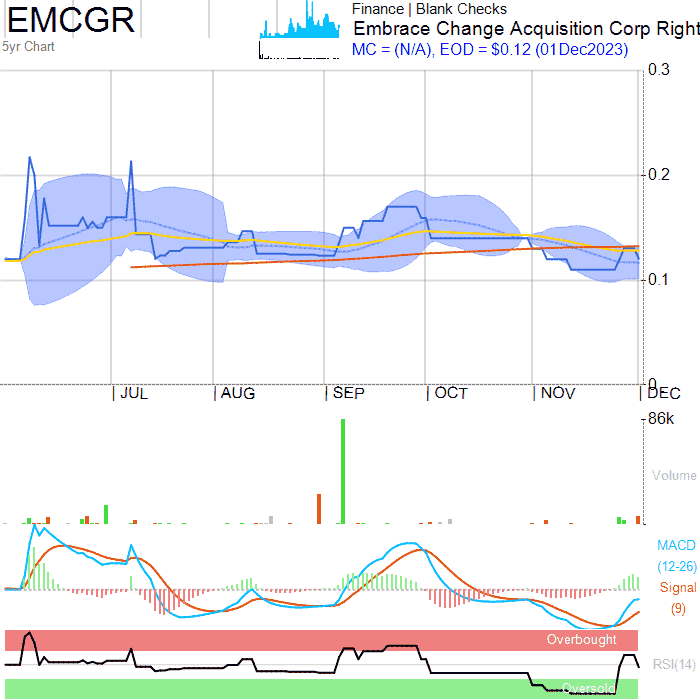 EMCGR
5yr Chart
Finance | Blank Checks
Embrace Change Acquisition Corp Right
MC = (N/A), EOD = $0.12 (01Dec2023)
0.3
0.2
0.1
0
JUL
AUG
SEP
OCT
NOV
DEC
86k
Volume
MACD
(12-26)
Signal
(9)
Overbought
RSI(14)
Oversold